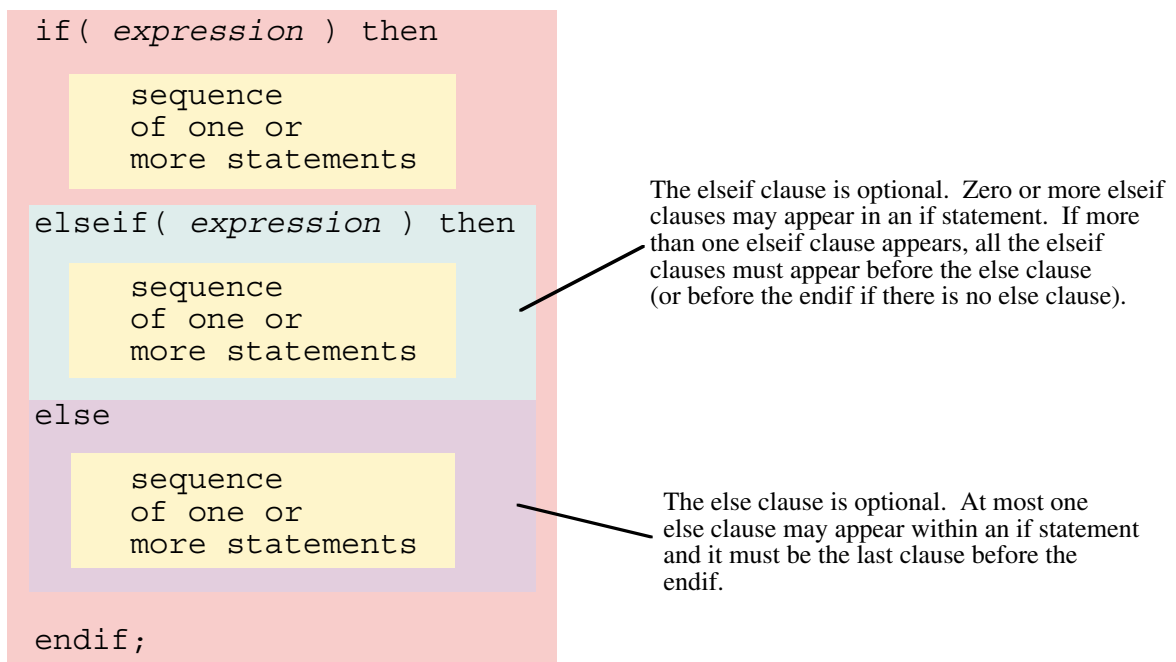 if( expression ) then
sequence
of one or
more statements
elseif( expression ) then
sequence
of one or
more statements
else
sequence
of one or
more statements
endif;
The elseif clause is optional.  Zero or more elseif
clauses may appear in an if statement.  If more
than one elseif clause appears, all the elseif
clauses must appear before the else clause
(or before the endif if there is no else clause).
The else clause is optional.  At most one
else clause may appear within an if statement
and it must be the last clause before the
endif.